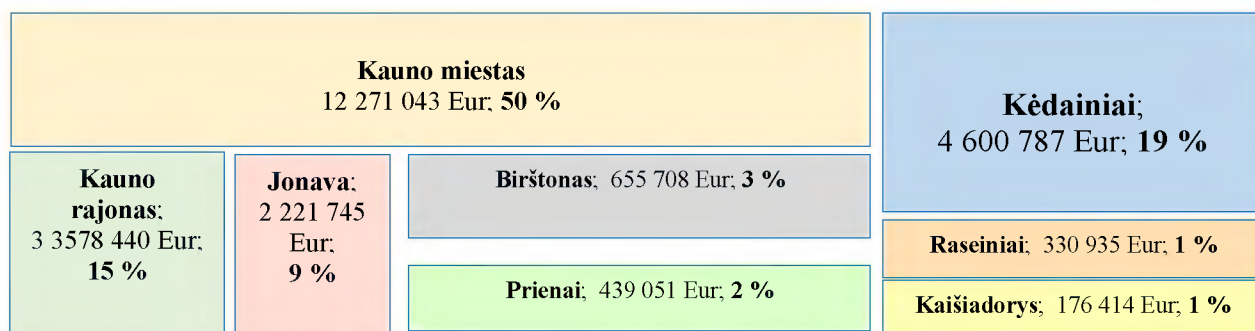 Kauno miestas
12 271 043 Eur; 50 %
Kėdainiai;
4 600 787 Eur; 19 %
Kauno
rajonas;
3 3578 440 Eur;
15 %
Jonava;
2 221 745
Eur;
9 %
Birštonas; 655 708 Eur; 3 %
Prienai; 439 051 Eur; 2 %
Raseiniai; 330 935 Eur; 1 %
Kaišiadorys; 176 414 Eur; 1 %